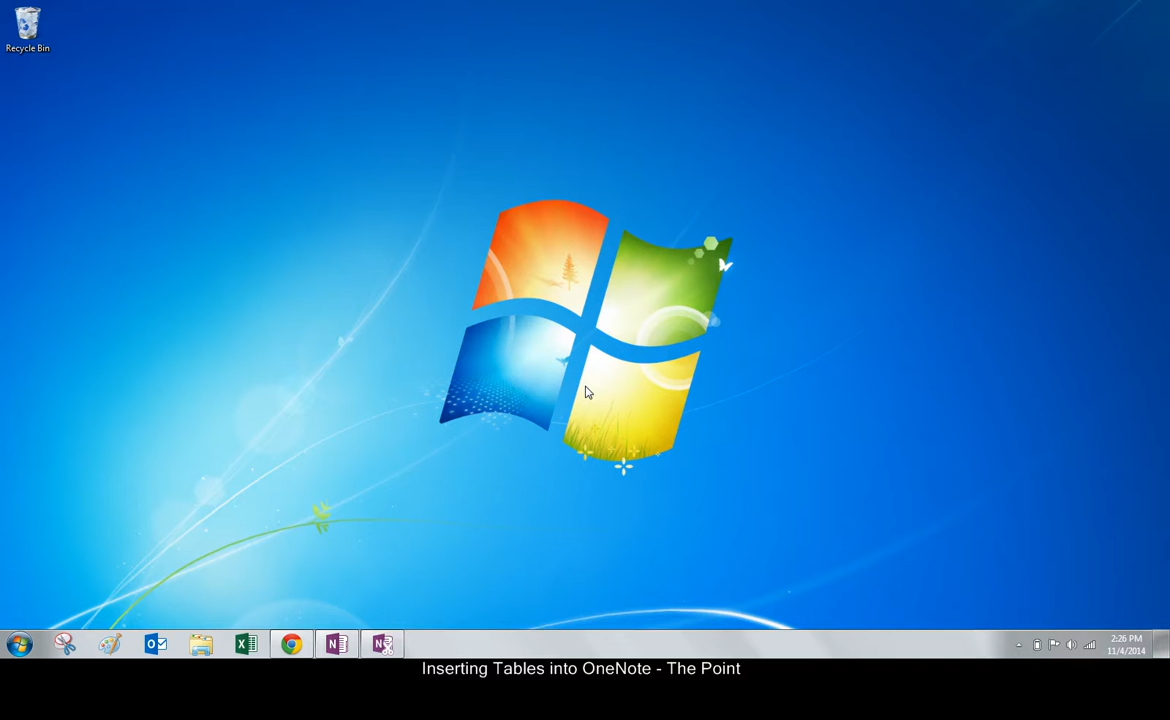 Recycle Bin
2:26 PM
11/4/2014
Inserting Tables into OneNote - The Point